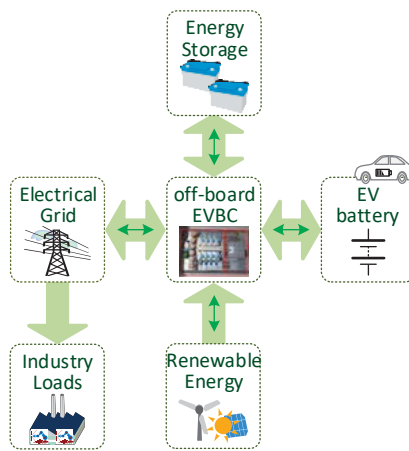 Energy
Storage
Electrical
Grid
off-board
EVBC
EV
battery
Industry
Loads
Renewable
Energy